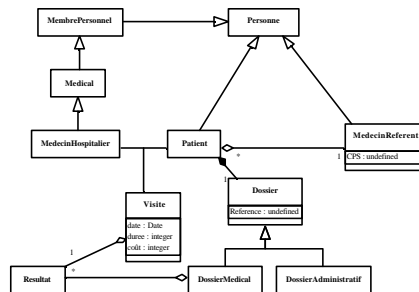 MembrePersonnel
Personne
Medical
MedecinHospitalier
Patient
MedecinReferent
CPS : undefined
*
1
1
Visite
date : Date
duree : integer
coût : integer
Dossier
Reference : undefined
1
*
Resultat
DossierMedical
DossierAdministratif